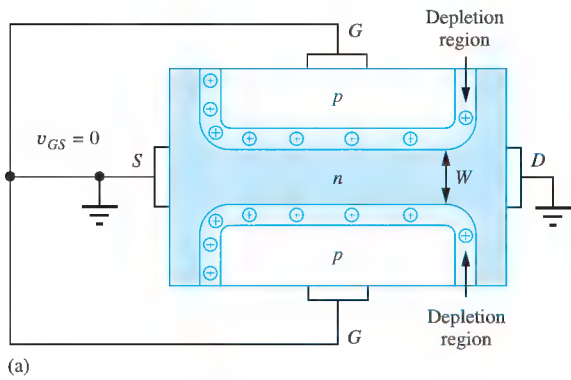 Depletion
region
G
p
v_GS = 0
S
n
W
D
p
G
Depletion
region
(a)